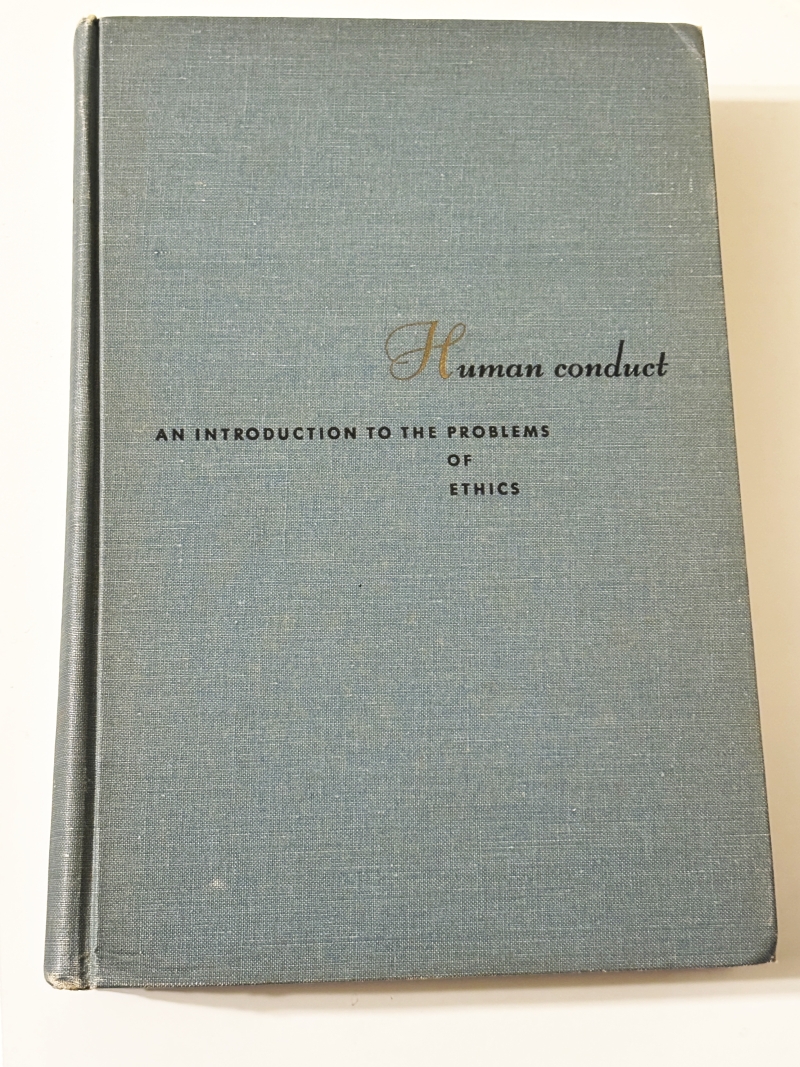 Human conduct
AN INTRODUCTION TO THE PROBLEMS
OF
ETHICS